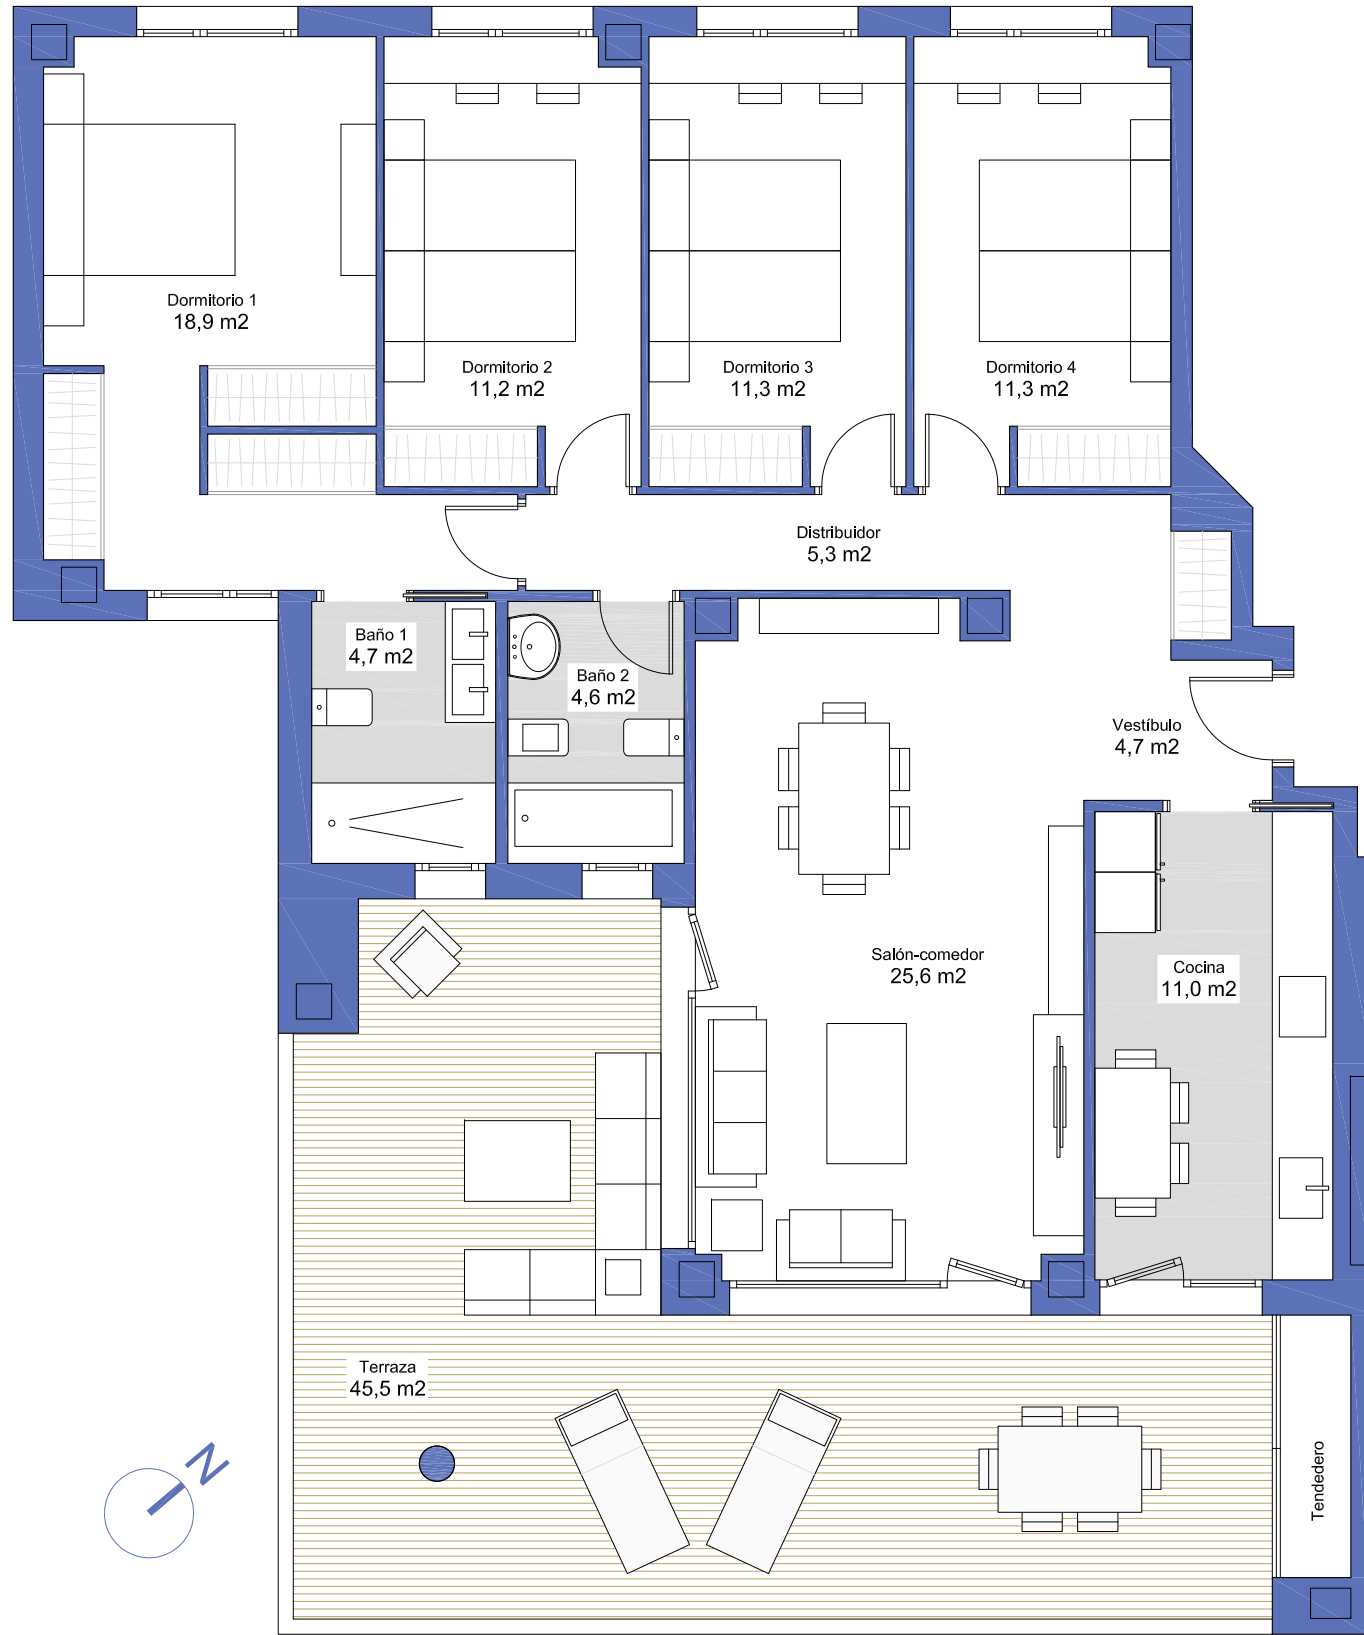 Dormitorio 1
18,9 m2
Dormitorio 2
11,2 m2
Dormitorio 3
11,3 m2
Dormitorio 4
11,3 m2
Distribuidor
5,3 m2
Baño 1
4,7 m2
Baño 2
4,6 m2
Vestíbulo
4,7 m2
Salón-comedor
25,6 m2
Cocina
11,0 m2
Terraza
45,5 m2
Tendedero
N